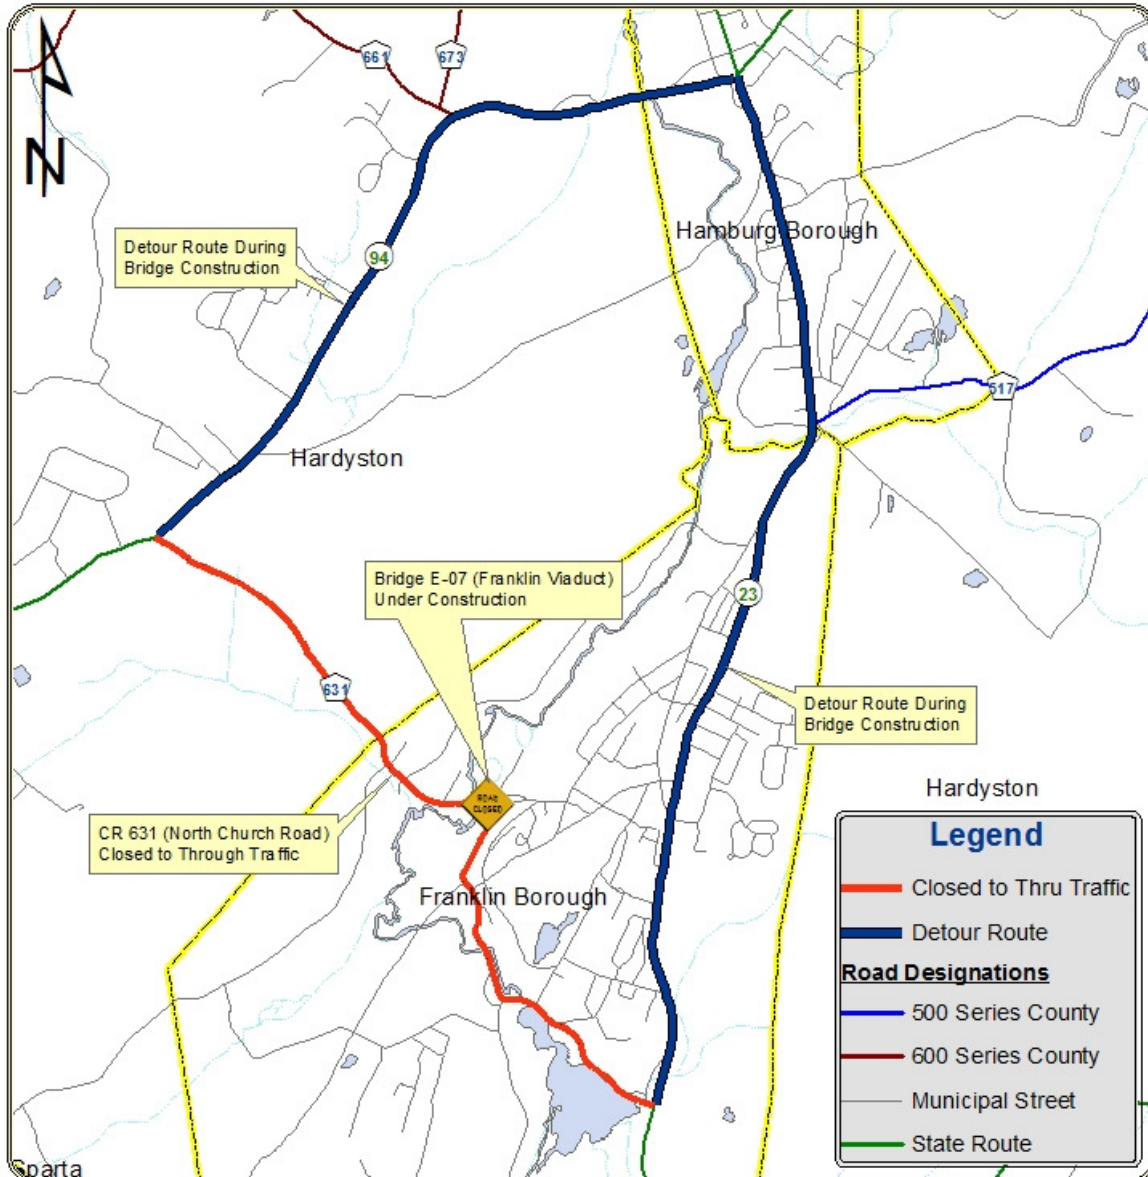 661
673
N
Hamburg Borough
Detour Route During
Bridge Construction
94
517
Hardyston
Bridge E-07 (Franklin Viaduct)
Under Construction
23
631
Detour Route During
Bridge Construction
Hardyston
ROAD
CLOSED
CR 631 (North Church Road)
Closed to Through Traffic
Franklin Borough
Legend
Closed to Thru Traffic
Detour Route
Road Designations
500 Series County
600 Series County
Municipal Street
State Route
Sparta